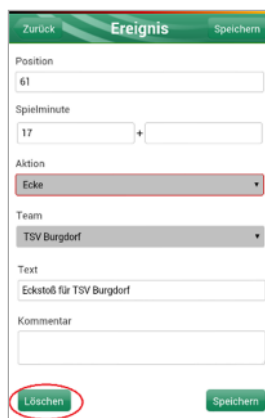 Zurück Ereignis Speichern
Position
61
Spielminute
17 +
Aktion
Ecke
Team
TSV Burgdorf
Text
Eckstoß für TSV Burgdorf
Kommentar
Löschen Speichern